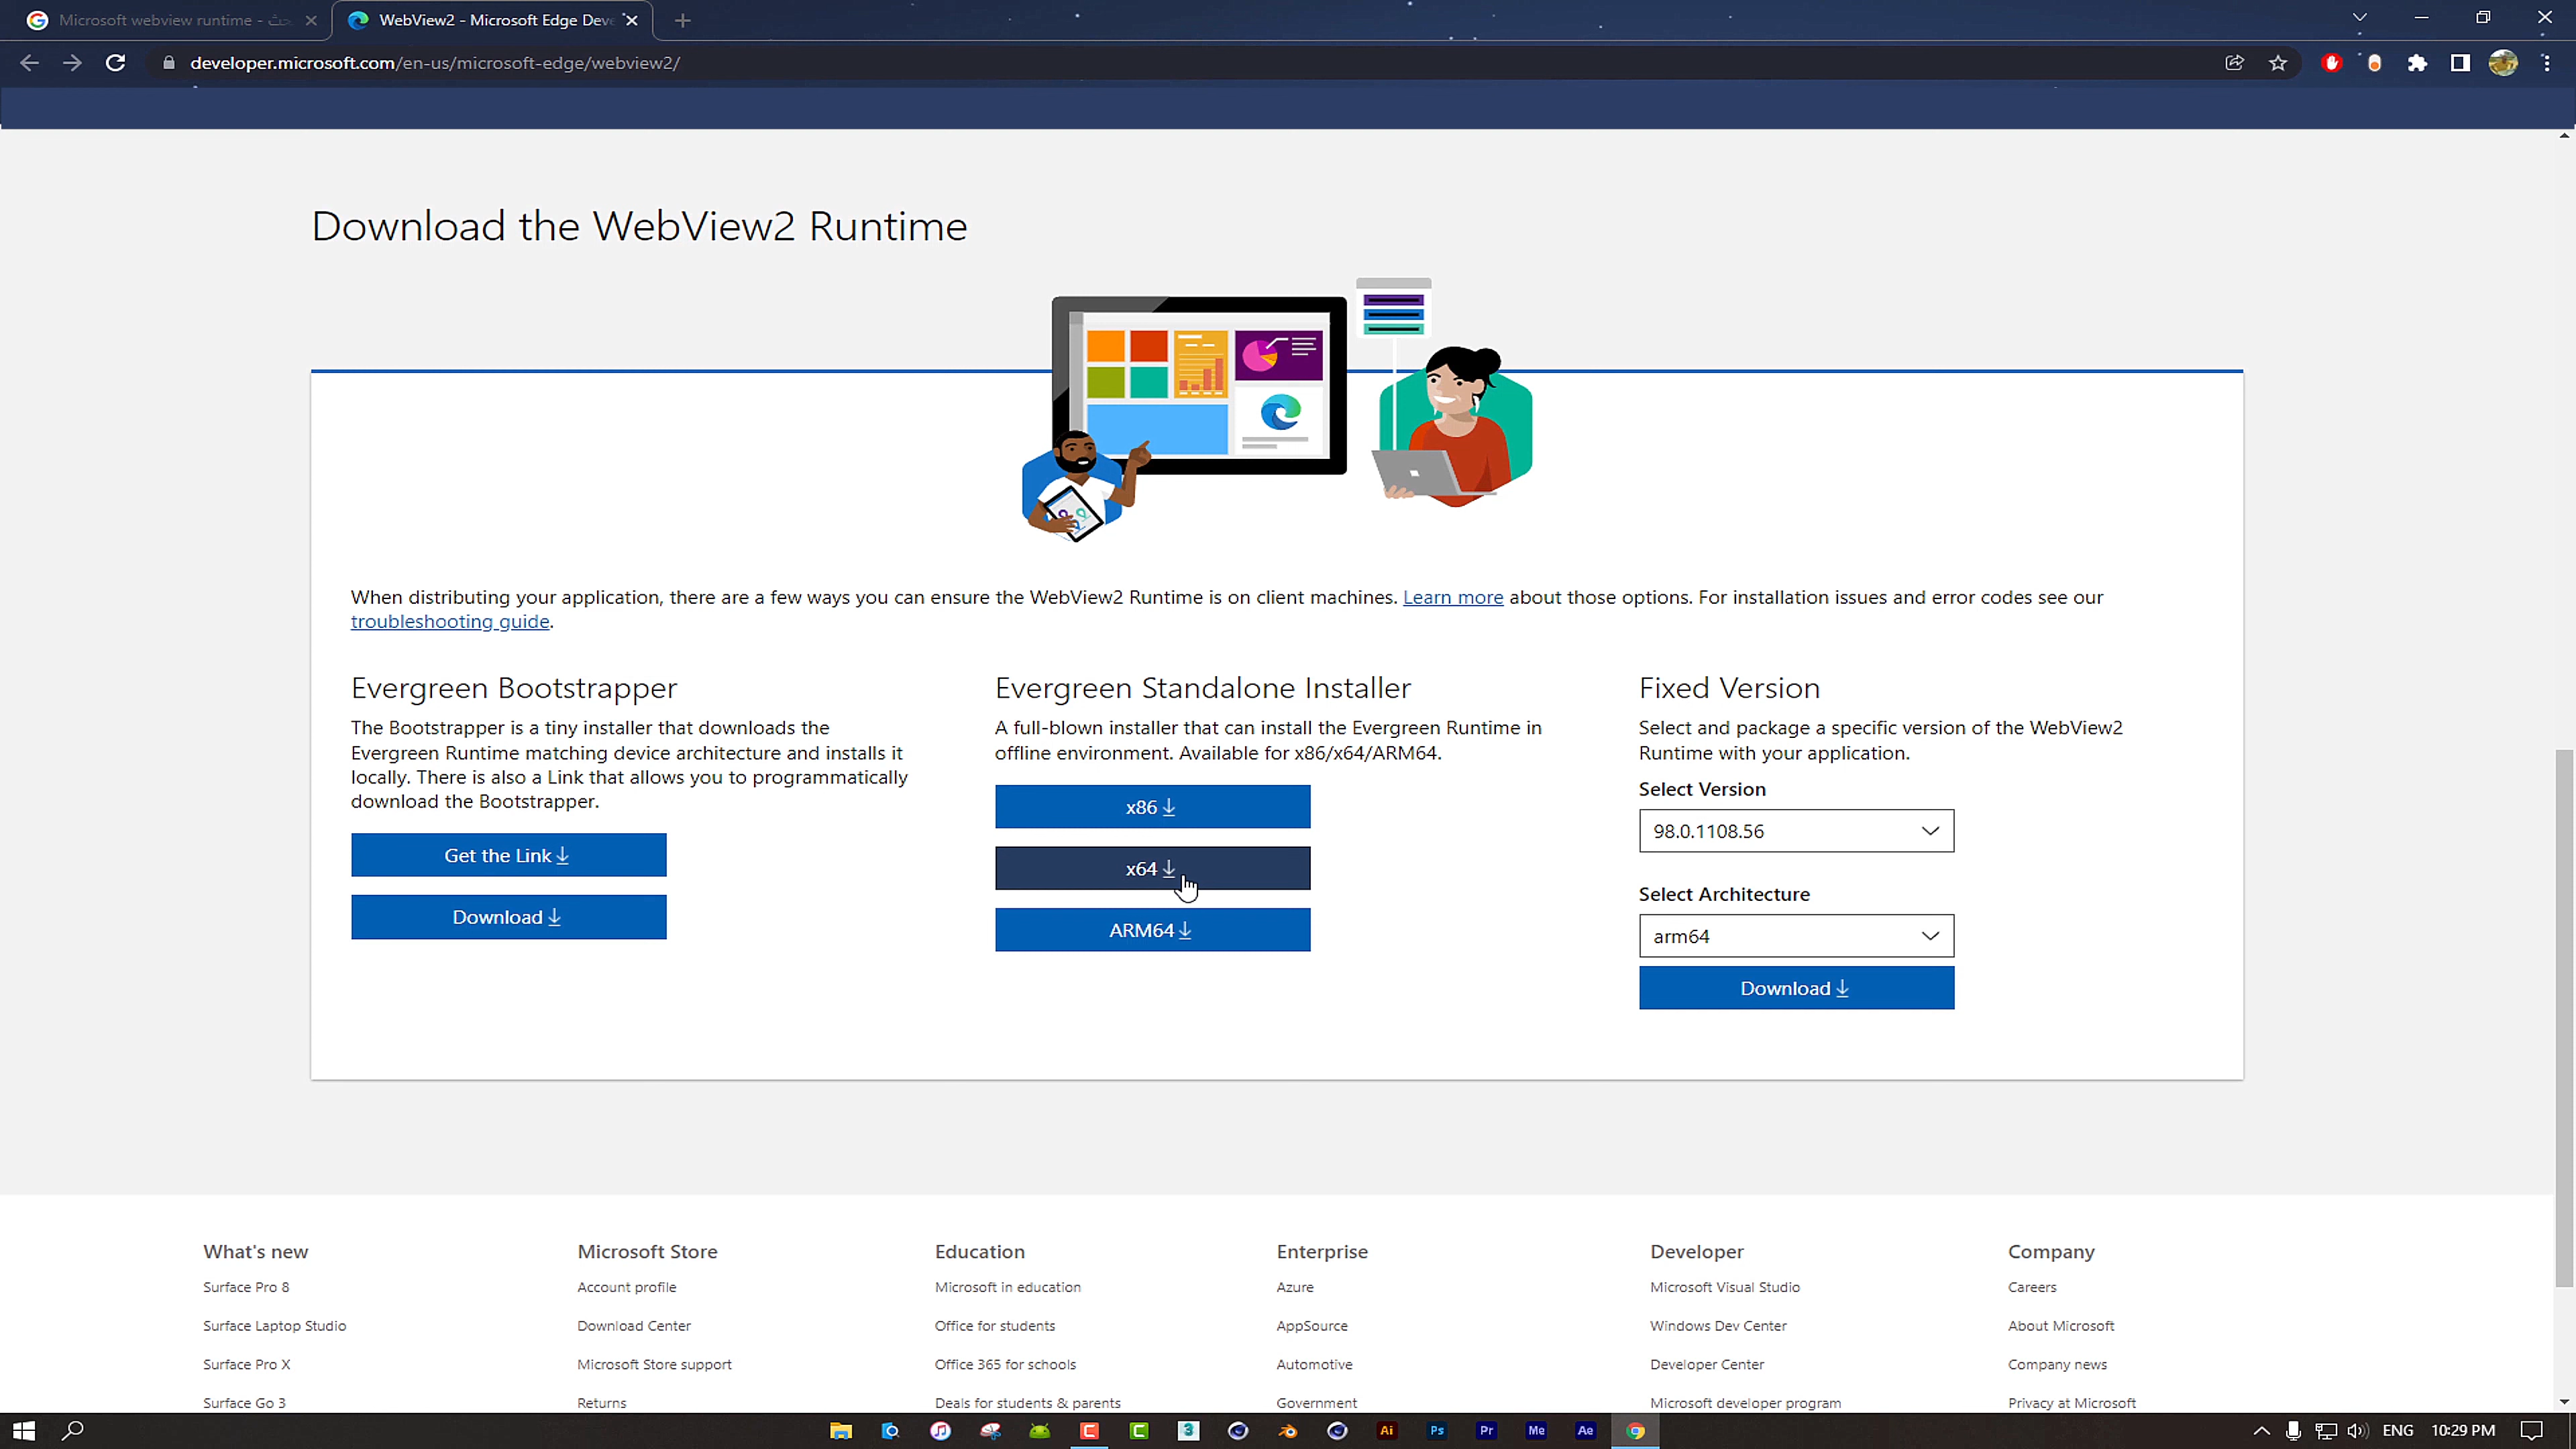 Microsoft webview runtime - بحث
WebView2 - Microsoft Edge Deve
developer.microsoft.com/en-us/microsoft-edge/webview2/
Download the WebView2 Runtime
When distributing your application, there are a few ways you can ensure the WebView2 Runtime is on client machines. Learn more about those options. For installation issues and error codes see our
troubleshooting guide.
Evergreen Bootstrapper
The Bootstrapper is a tiny installer that downloads the
Evergreen Runtime matching device architecture and installs it
locally. There is also a Link that allows you to programmatically
download the Bootstrapper.
Get the Link
Download
Evergreen Standalone Installer
A full-blown installer that can install the Evergreen Runtime in
offline environment. Available for x86/x64/ARM64.
x86
x64
ARM64
Fixed Version
Select and package a specific version of the WebView2
Runtime with your application.
Select Version
98.0.1108.56
Select Architecture
arm64
Download
What's new
Surface Pro 8
Surface Laptop Studio
Surface Pro X
Surface Go 3
Microsoft Store
Account profile
Download Center
Microsoft Store support
Returns
Education
Microsoft in education
Office for students
Office 365 for schools
Deals for students & parents
Enterprise
Azure
AppSource
Automotive
Government
Developer
Microsoft Visual Studio
Windows Dev Center
Developer Center
Microsoft developer program
Company
Careers
About Microsoft
Company news
Privacy at Microsoft
C
C
3
Ai
Ps
Pr
Me
Ae
ENG
10:29 PM